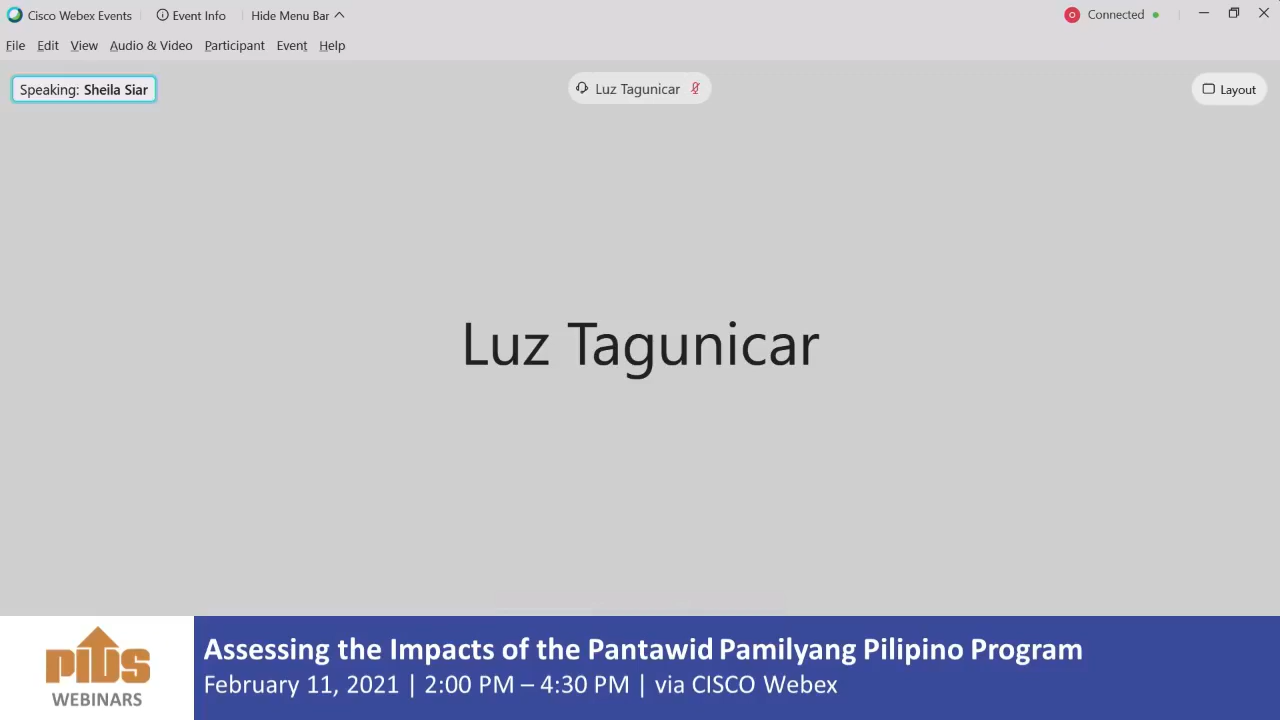 Cisco Webex Events Event Info Hide Menu Bar Connected
File Edit View Audio & Video Participant Event Help
Speaking: Sheila Siar Luz Tagunicar Layout
Luz Tagunicar
PIDS
WEBINARS
Assessing the Impacts of the Pantawid Pamilyang Pilipino Program
February 11, 2021 | 2:00 PM – 4:30 PM | via CISCO Webex